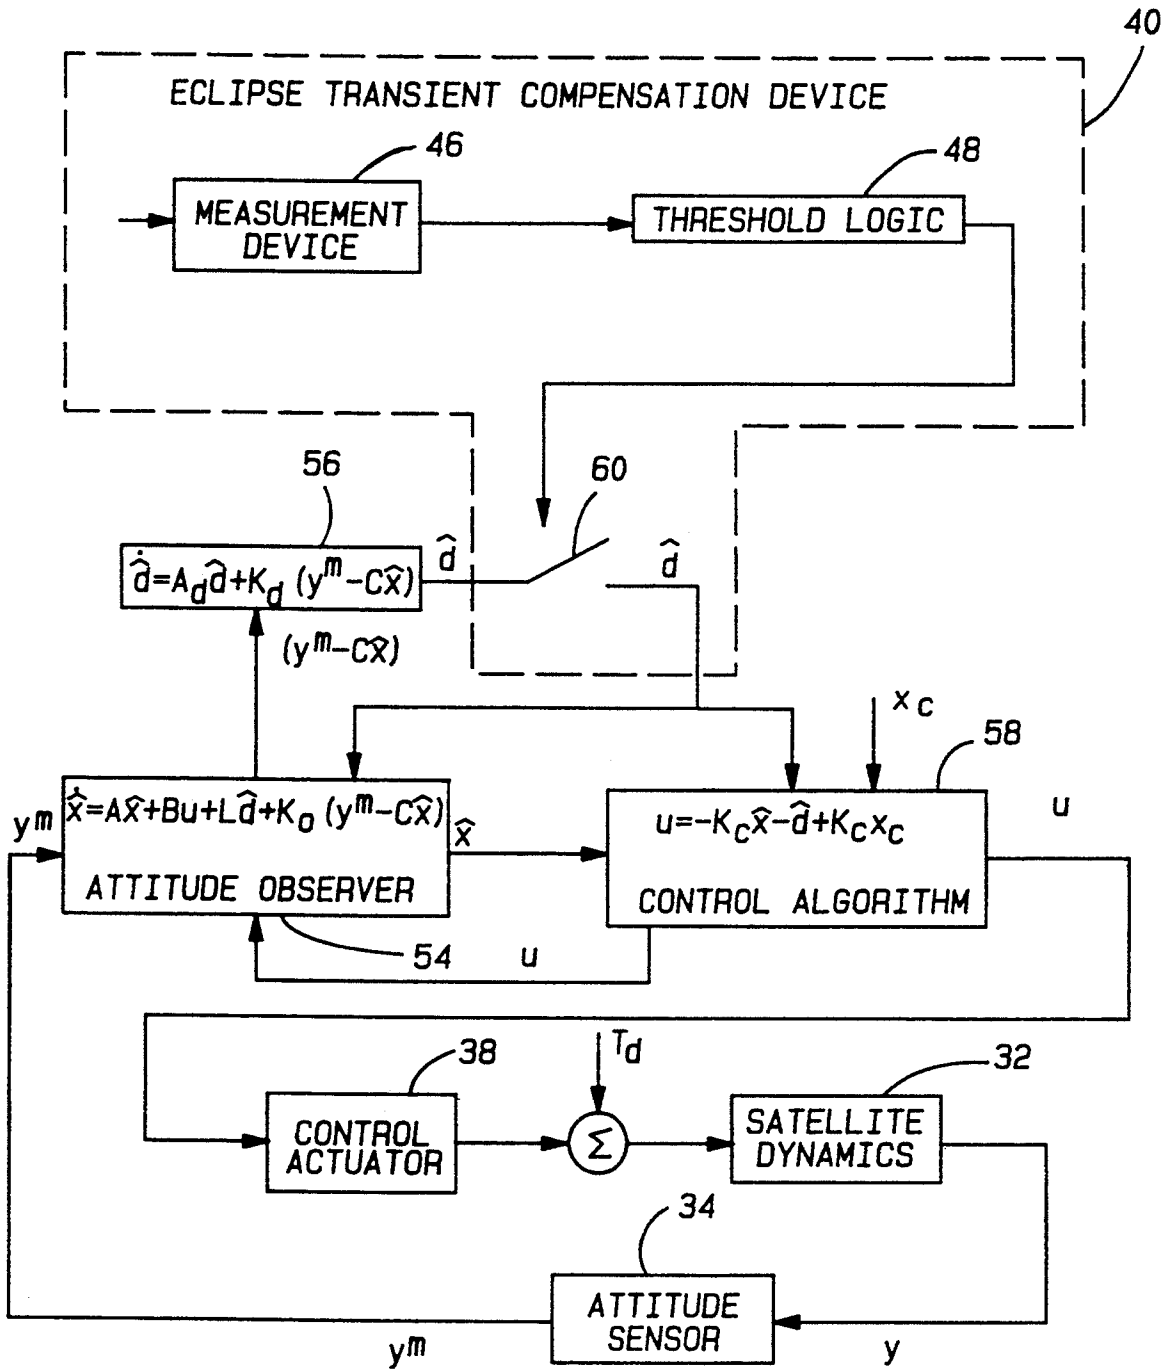 40
ECLIPSE TRANSIENT COMPENSATION DEVICE
46
48
MEASUREMENT
DEVICE
THRESHOLD LOGIC
56
60
d̂
d̂
d̂̇=A_d d̂+K_d (y^m-Cx̂)
(y^m-Cx̂)
x_c
58
u
y^m
x̂̇=Ax̂+Bu+Ld̂+K_o (y^m-Cx̂)
x̂
u=-K_c x̂-d̂+K_c x_c
ATTITUDE OBSERVER
CONTROL ALGORITHM
54
u
38
T_d
32
CONTROL
ACTUATOR
Σ
SATELLITE
DYNAMICS
34
ATTITUDE
SENSOR
y^m
y